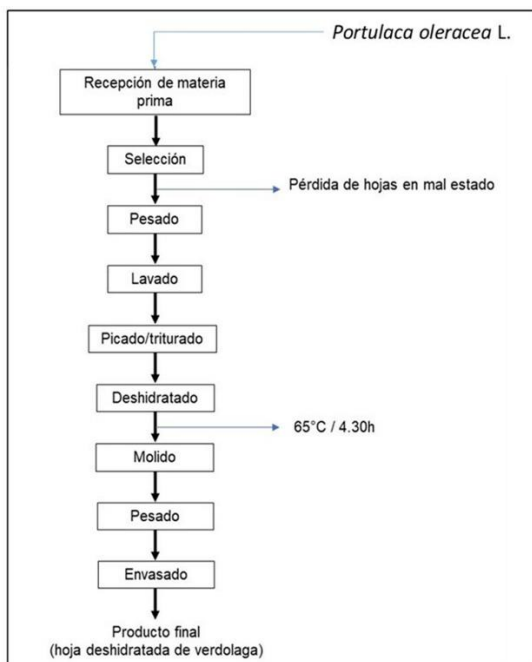 Portulaca oleracea L.
Recepción de materia
prima
Selección
Pérdida de hojas en mal estado
Pesado
Lavado
Picado/triturado
Deshidratado
65°C / 4.30h
Molido
Pesado
Envasado
Producto final
(hoja deshidratada de verdolaga)